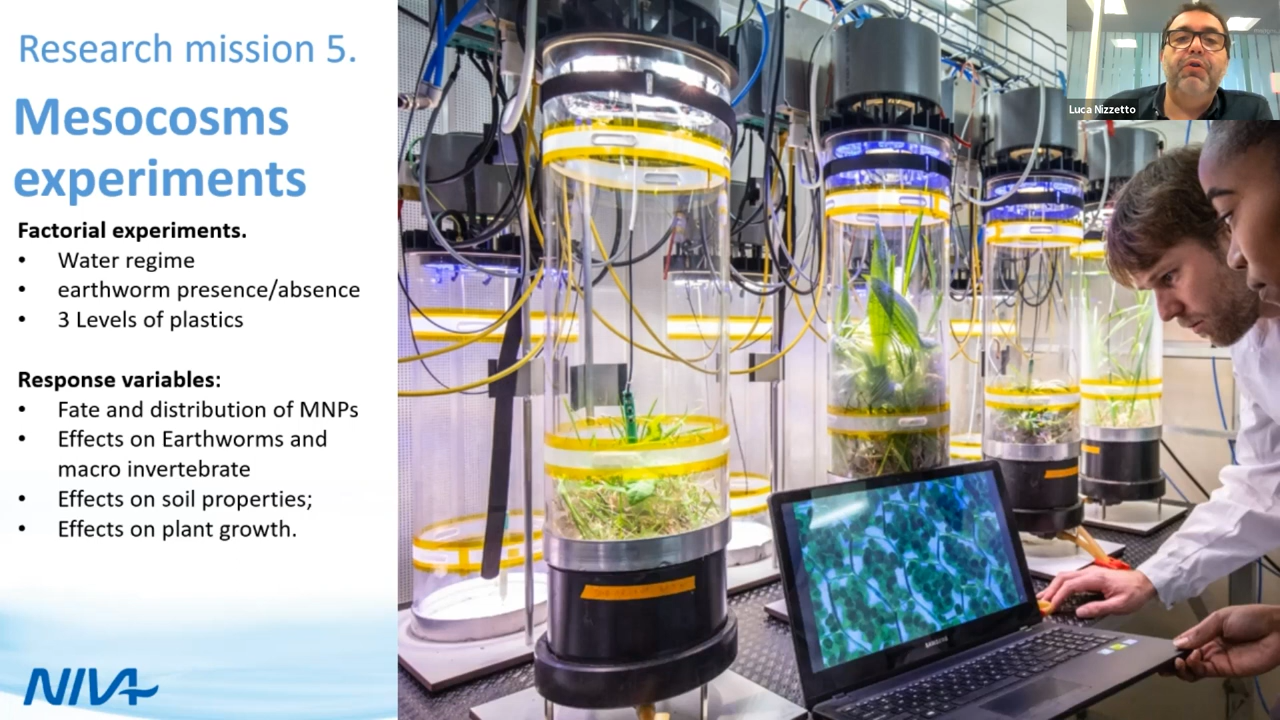 Research mission 5.
Mesocosms
experiments
Factorial experiments.
• Water regime
• earthworm presence/absence
• 3 Levels of plastics
Response variables:
• Fate and distribution of MNPs
• Effects on Earthworms and
macro invertebrate
• Effects on soil properties;
• Effects on plant growth.
NIVA
Luca Nizzetto
SAMSUNG